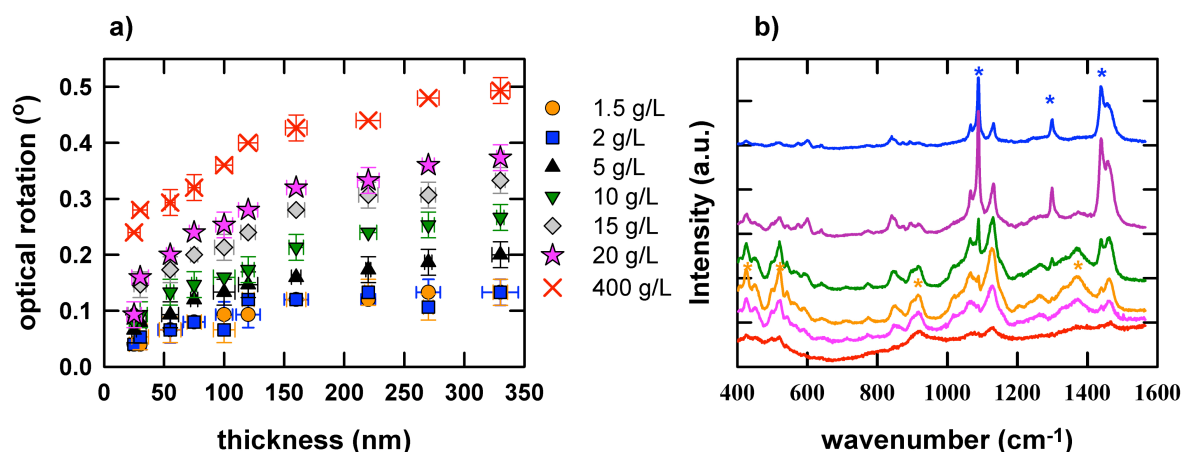 a)
optical rotation (°)
0.5
0.4
0.3
0.2
0.1
0.0
0 50 100 150 200 250 300 350
thickness (nm)
1.5 g/L
2 g/L
5 g/L
10 g/L
15 g/L
20 g/L
400 g/L
b)
Intensity (a.u.)
* * *
* * * *
400 600 800 1000 1200 1400 1600
wavenumber (cm-1)